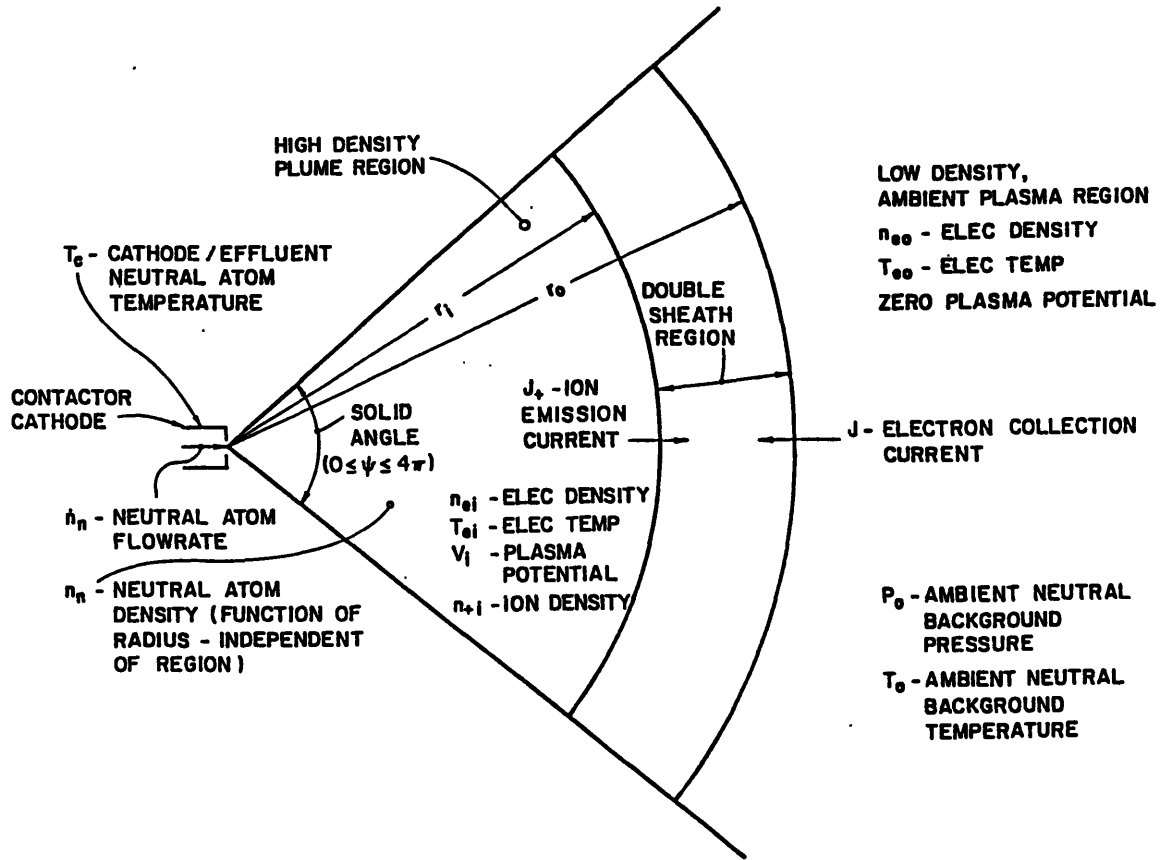 HIGH DENSITY
PLUME REGION
LOW DENSITY,
AMBIENT PLASMA REGION
n_eo - ELEC DENSITY
T_eo - ELEC TEMP
ZERO PLASMA POTENTIAL
T_c - CATHODE / EFFLUENT
NEUTRAL ATOM
TEMPERATURE
r_i
r_o
DOUBLE
SHEATH
REGION
CONTACTOR
CATHODE
SOLID
ANGLE
(0 ≤ ψ ≤ 4π)
J_+ - ION
EMISSION
CURRENT
J - ELECTRON COLLECTION
CURRENT
ṅ_n - NEUTRAL ATOM
FLOWRATE
n_ei - ELEC DENSITY
T_ei - ELEC TEMP
V_i - PLASMA
POTENTIAL
n_+i - ION DENSITY
n_n - NEUTRAL ATOM
DENSITY (FUNCTION OF
RADIUS - INDEPENDENT
OF REGION)
P_o - AMBIENT NEUTRAL
BACKGROUND
PRESSURE
T_o - AMBIENT NEUTRAL
BACKGROUND
TEMPERATURE